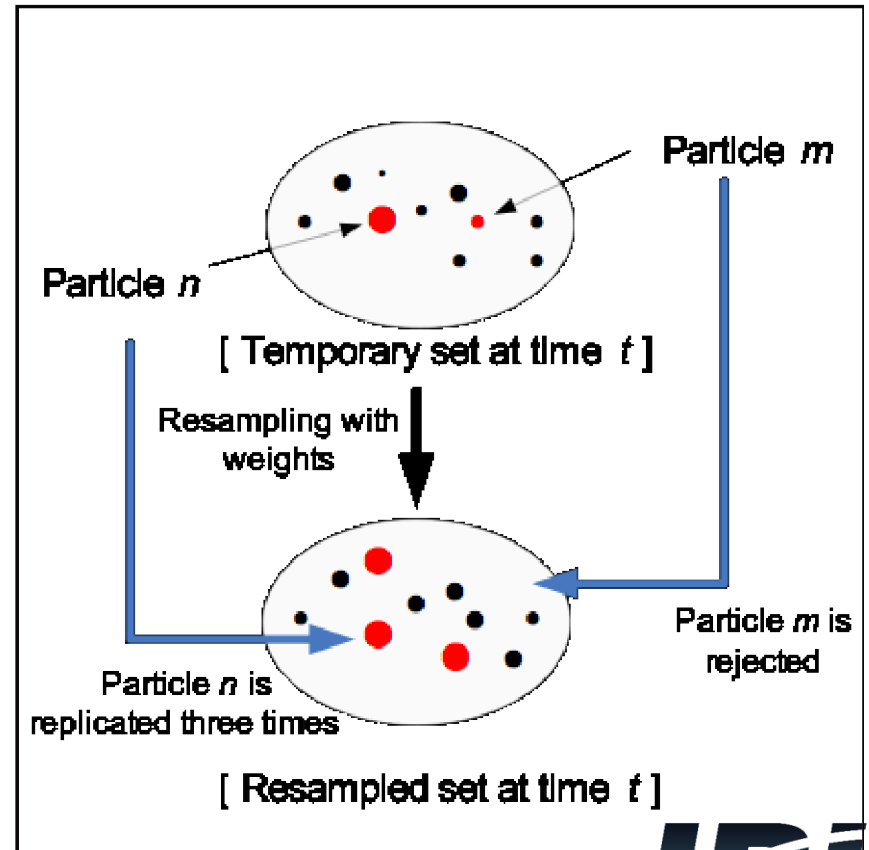 Particle m
Particle n
[ Temporary set at time t ]
Resampling with
weights
Particle m is
rejected
Particle n is
replicated three times
[ Resampled set at time t ]